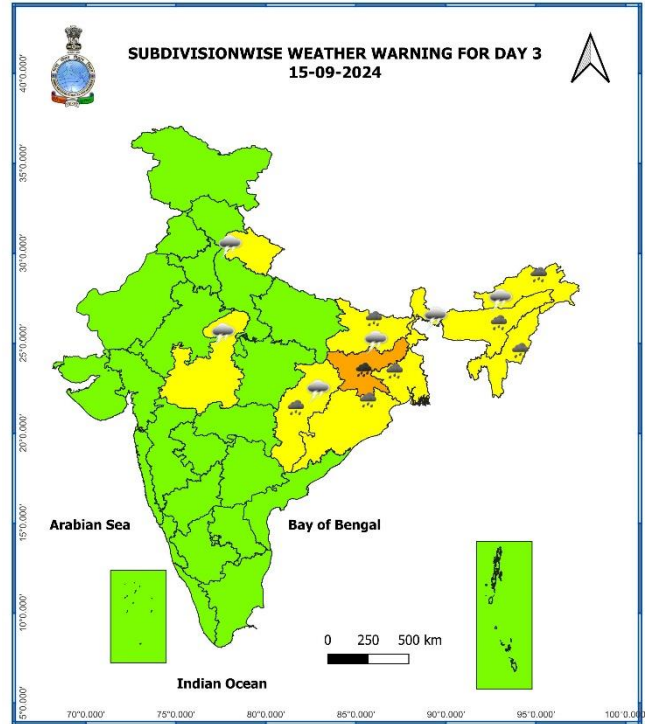 SUBDIVISIONWISE WEATHER WARNING FOR DAY 3
15-09-2024
40°0.000'
35°0.000'
30°0.000'
25°0.000'
20°0.000'
15°0.000'
10°0.000'
5°0.000'
Arabian Sea
Bay of Bengal
0 250 500 km
Indian Ocean
70°0.000' 75°0.000' 80°0.000' 85°0.000' 90°0.000' 95°0.000' 100°0.0